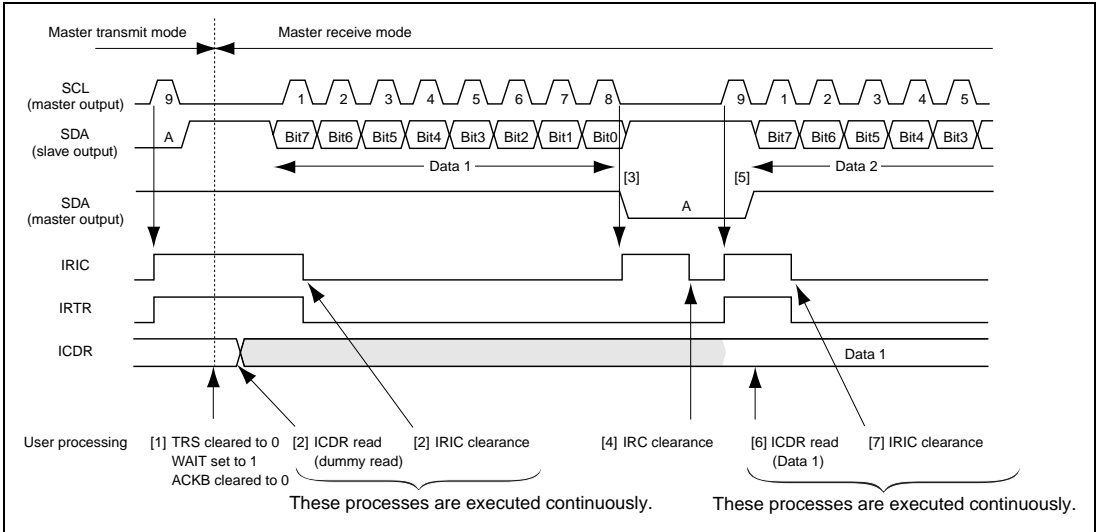 Master transmit mode Master receive mode
SCL
(master output)
9 1 2 3 4 5 6 7 8 9 1 2 3 4 5
SDA
(slave output)
A Bit7 Bit6 Bit5 Bit4 Bit3 Bit2 Bit1 Bit0 Bit7 Bit6 Bit5 Bit4 Bit3
Data 1 [3] [5] Data 2
SDA
(master output)
A
IRIC
IRTR
ICDR Data 1
User processing [1] TRS cleared to 0 [2] ICDR read [2] IRIC clearance [4] IRC clearance [6] ICDR read [7] IRIC clearance
WAIT set to 1 (dummy read) (Data 1)
ACKB cleared to 0
These processes are executed continuously. These processes are executed continuously.